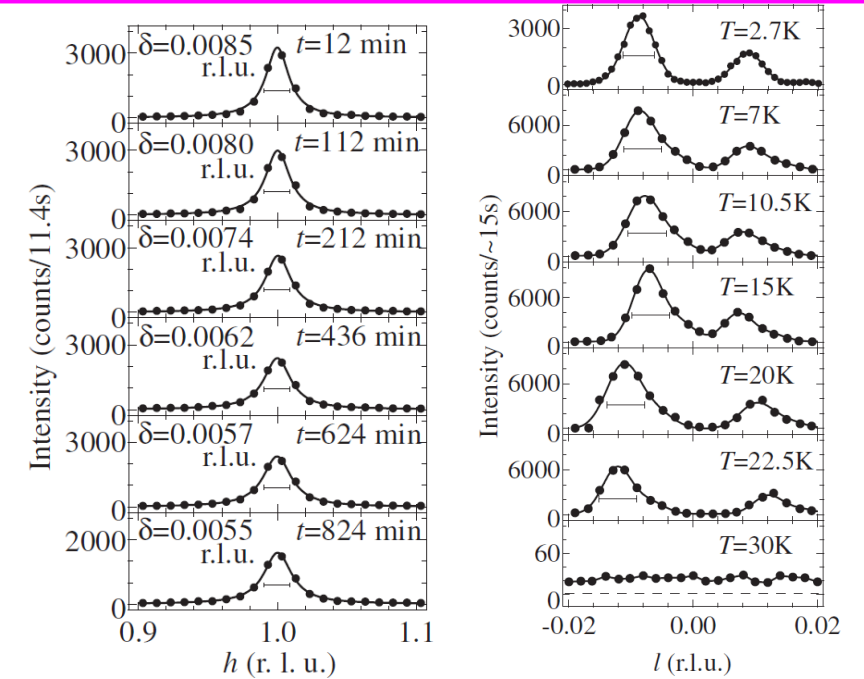 Intensity (counts/11.4s)
3000
0
δ=0.0085
r.l.u.
t=12 min
3000
0
δ=0.0080
r.l.u.
t=112 min
3000
0
δ=0.0074
r.l.u.
t=212 min
3000
0
δ=0.0062
r.l.u.
t=436 min
3000
0
δ=0.0057
r.l.u.
t=624 min
2000
0
δ=0.0055
r.l.u.
t=824 min
0.9 1.0 1.1
h (r. l. u.)
Intensity (counts/~15s)
3000
0
T=2.7K
6000
0
T=7K
6000
0
T=10.5K
6000
0
T=15K
6000
0
T=20K
6000
0
T=22.5K
60
0
T=30K
-0.02 0.00 0.02
l (r.l.u.)